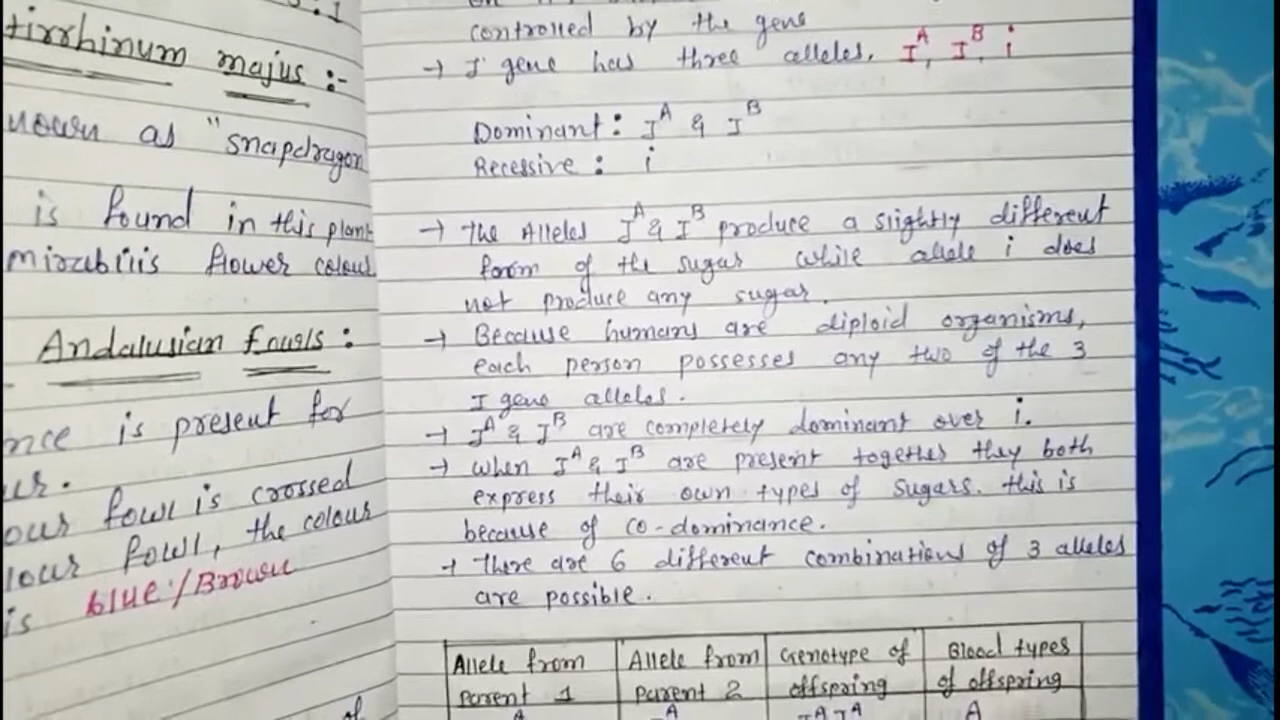 tirrhinum majus :-
nown as "snapdragon
is found in this plant
mirabilis flower colour
Andalusian fowls :
nce is present for
ur.
our fowl is crossed
lour fowl, the colour
is blue/Brown
of
controlled by the gene
→ I gene has three alleles, I^A, I^B, i
Dominant : I^A & I^B
Recessive : i
→ The Alleles I^A & I^B produce a slightly different
form of the sugar while allele i does
not produce any sugar.
→ Because humans are diploid organisms,
each person possesses any two of the 3
I gene alleles.
→ I^A & I^B are completely dominant over i.
→ when I^A & I^B are present together they both
express their own types of sugars. this is
because of co-dominance.
→ There are 6 different combinations of 3 alleles
are possible.
Allele from Parent 1 | Allele from Parent 2 | Genotype of offspring | Blood types of offspring
A | A | I^A I^A | A